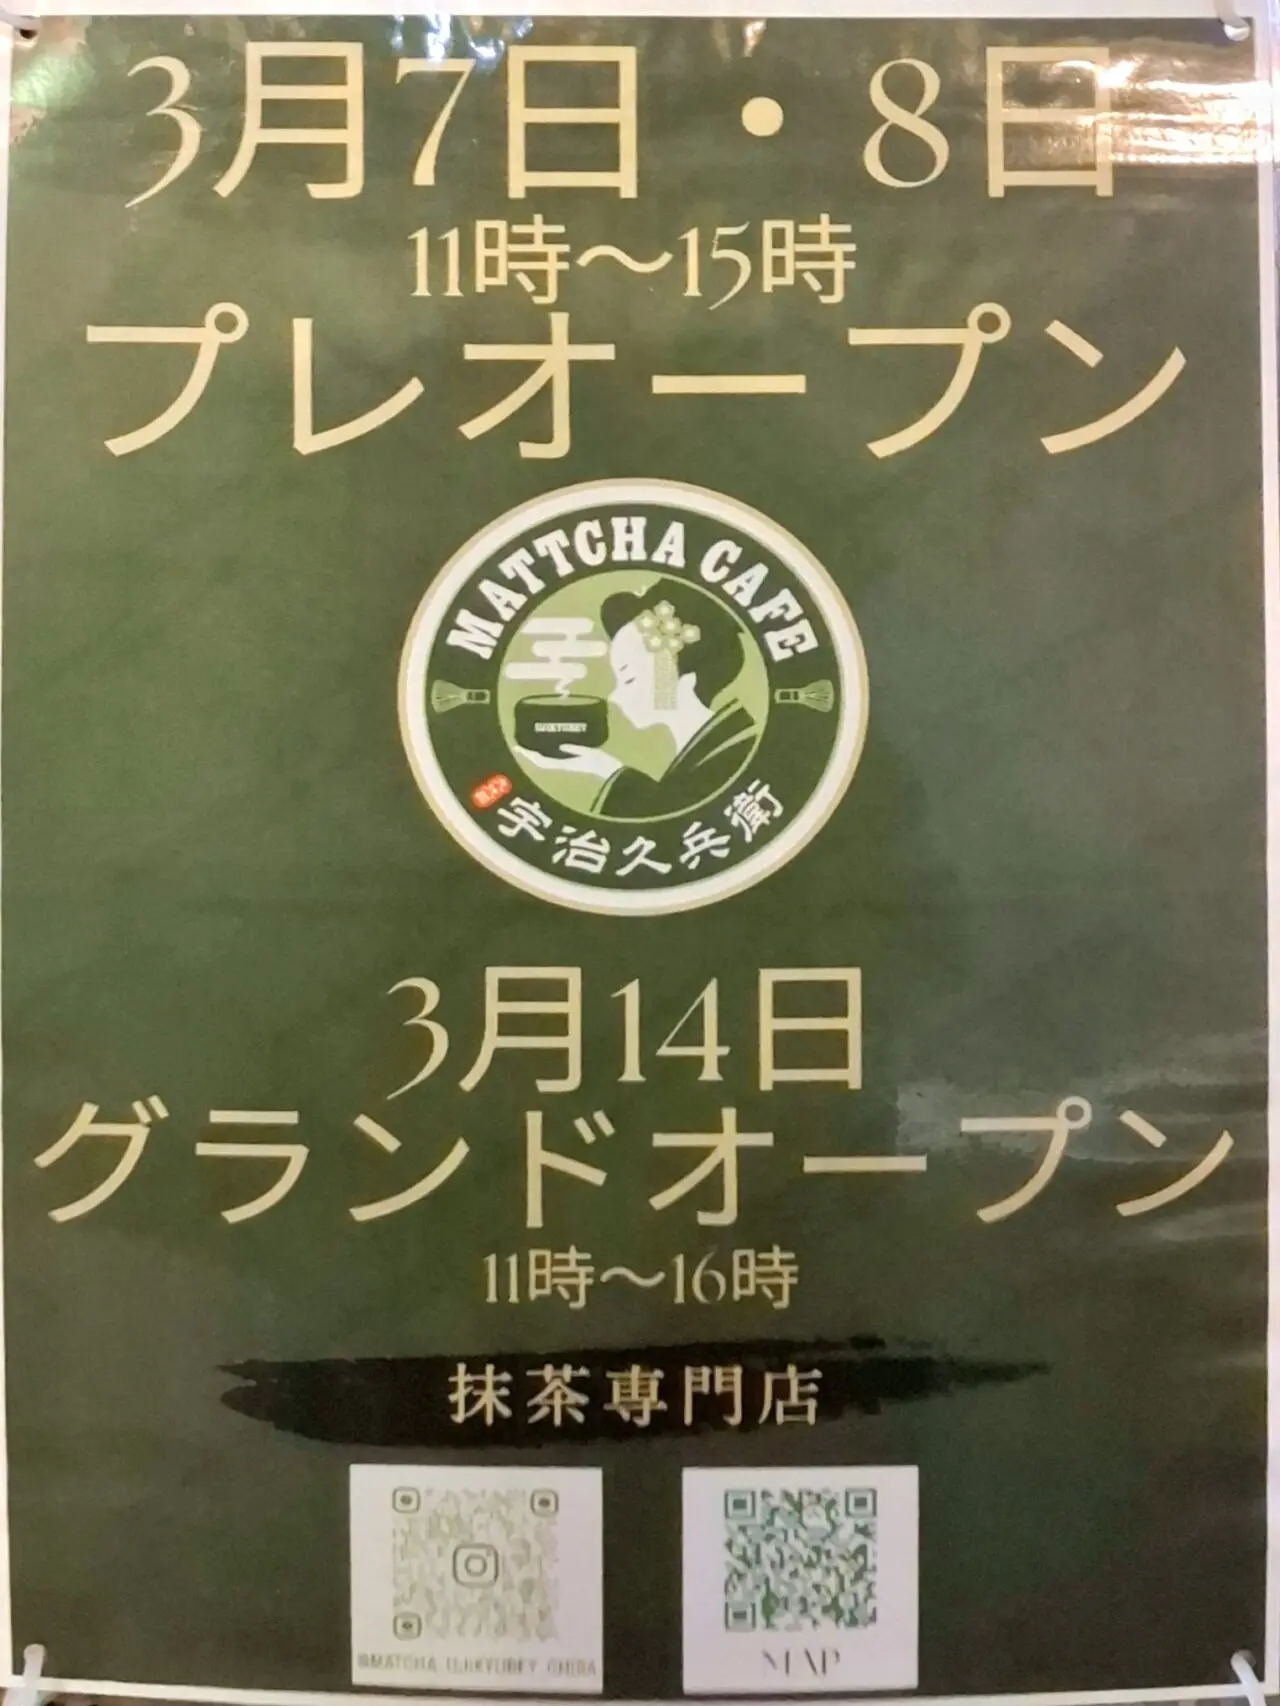 3月7日・8日
11時～15時
プレオープン
MATTCHA CAFE
宇治久兵衛
3月14日
グランドオープン
11時～16時
抹茶専門店
MAP